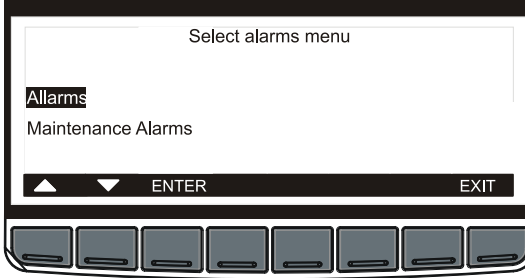 Select alarms menu
Allarms
Maintenance Alarms
ENTER EXIT